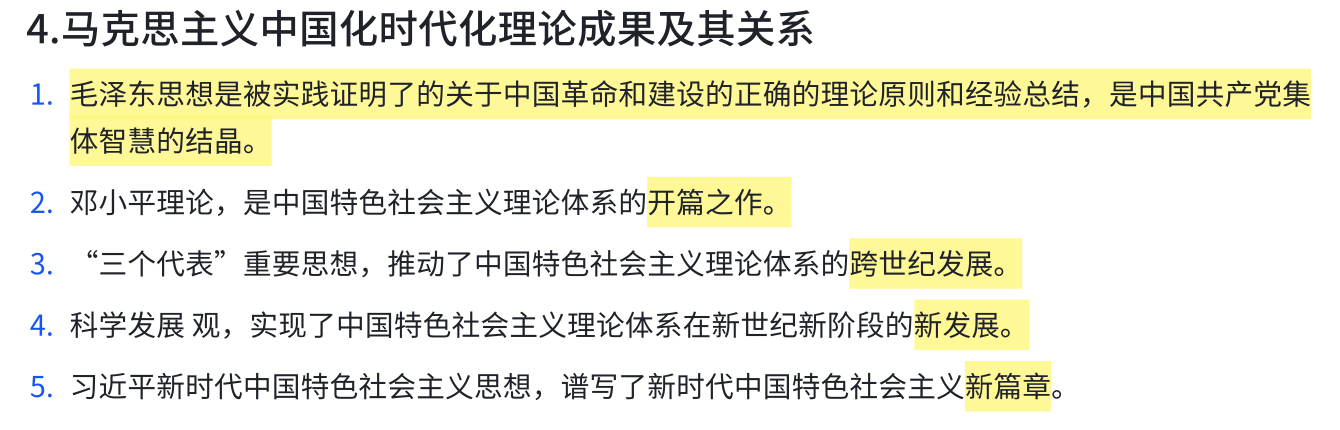 4.马克思主义中国化时代化理论成果及其关系
1. 毛泽东思想是被实践证明了的关于中国革命和建设的正确的理论原则和经验总结，是中国共产党集
体智慧的结晶。
2. 邓小平理论，是中国特色社会主义理论体系的开篇之作。
3. “三个代表”重要思想，推动了中国特色社会主义理论体系的跨世纪发展。
4. 科学发展 观，实现了中国特色社会主义理论体系在新世纪新阶段的新发展。
5. 习近平新时代中国特色社会主义思想，谱写了新时代中国特色社会主义新篇章。